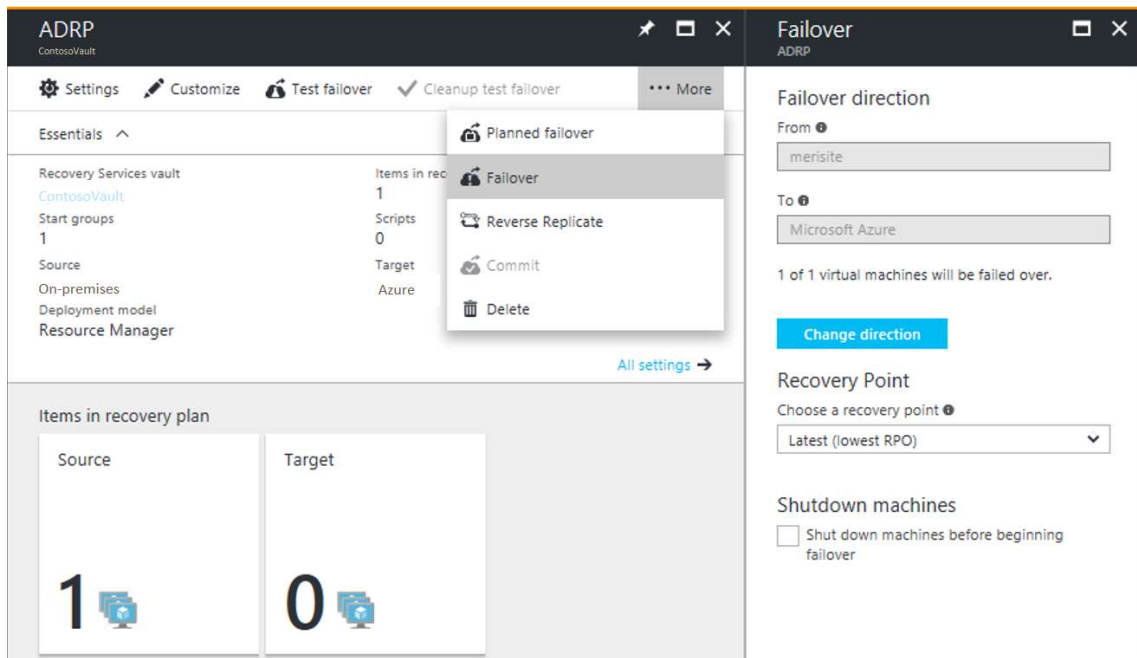 ADRP
ContosoVault
Settings Customize Test failover Cleanup test failover ••• More
Essentials
Planned failover
Failover
Reverse Replicate
Commit
Delete
Recovery Services vault
ContosoVault
Items in reco
1
Start groups
1
Scripts
0
Source
On-premises
Target
Azure
Deployment model
Resource Manager
All settings
Items in recovery plan
Source
1
Target
0
Failover
ADRP
Failover direction
From
merisite
To
Microsoft Azure
1 of 1 virtual machines will be failed over.
Change direction
Recovery Point
Choose a recovery point
Latest (lowest RPO)
Shutdown machines
Shut down machines before beginning
failover